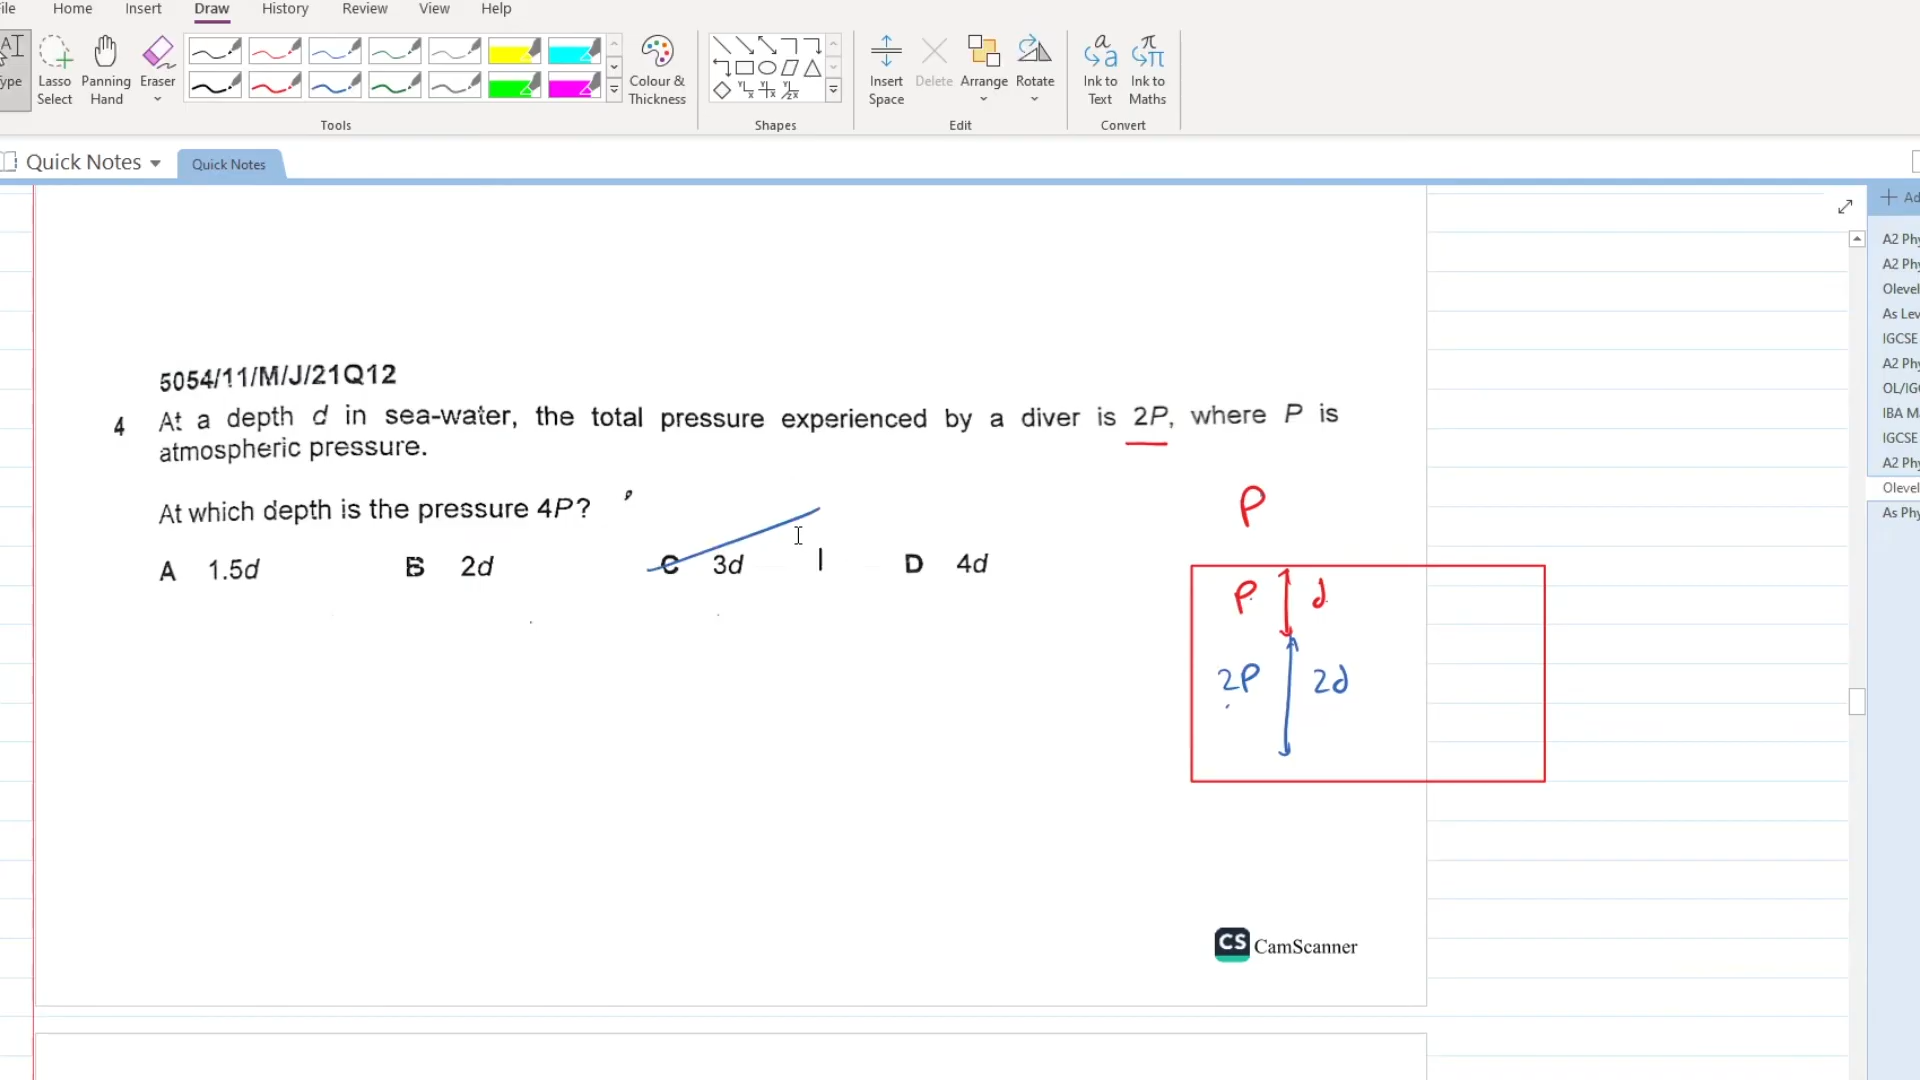 ile Home Insert Draw History Review View Help
Type
Lasso Select
Panning Hand
Eraser
Colour & Thickness
Insert Space
Delete
Arrange
Rotate
Ink to Text
Ink to Maths
Tools Shapes Edit Convert
Quick Notes Quick Notes
Ad
A2 Phy
A2 Phy
Olevel
As Lev
IGCSE
A2 Phy
OL/IG
IBA M
IGCSE
A2 Phy
Olevel
As Phy
5054/11/M/J/21Q12
4 At a depth d in sea-water, the total pressure experienced by a diver is 2P, where P is
atmospheric pressure.
At which depth is the pressure 4P?
A 1.5d B 2d C 3d D 4d
P
P d
2P 2d
CS CamScanner